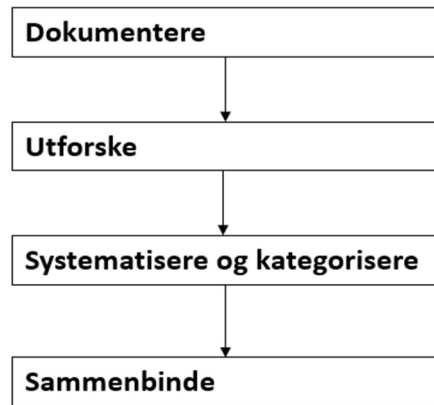 Dokumentere
Utforske
Systematisere og kategorisere
Sammenbinde